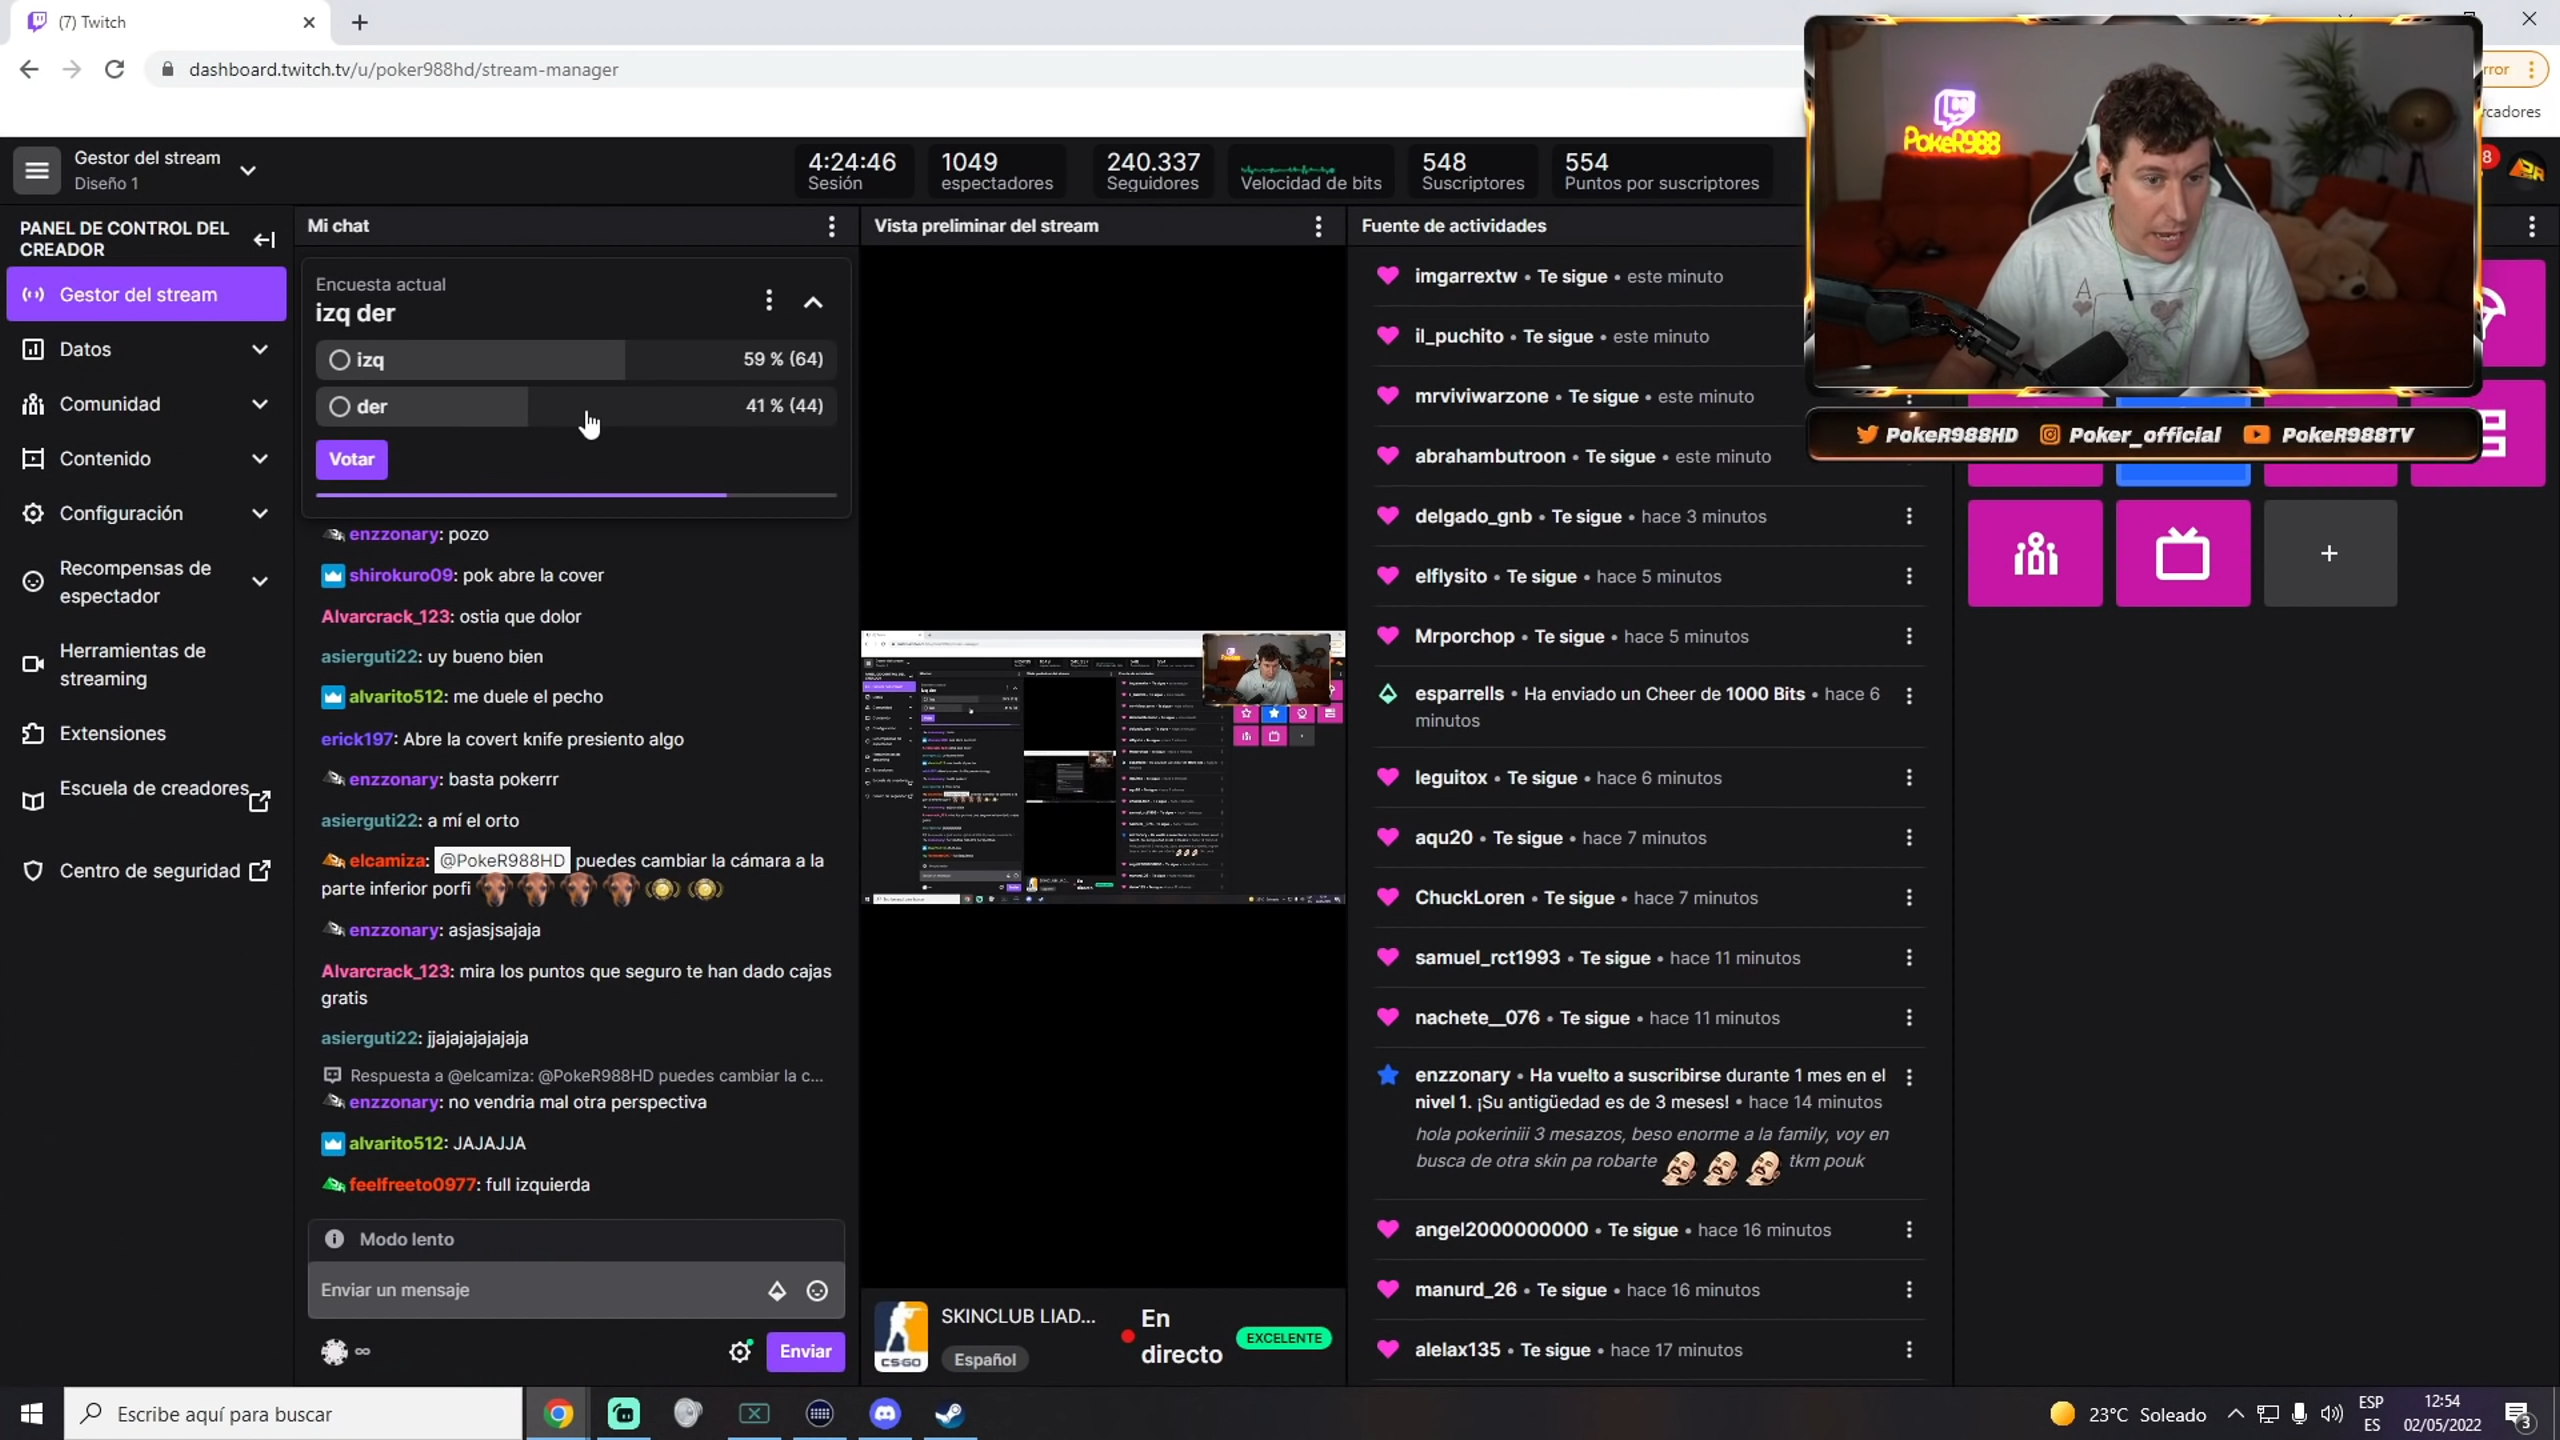 (7) Twitch
dashboard.twitch.tv/u/poker988hd/stream-manager
rror
rcadores
Gestor del stream
Diseño 1
4:24:46
Sesión
1049
espectadores
240.337
Seguidores
Velocidad de bits
548
Suscriptores
554
Puntos por suscriptores
8
PokeR988
PANEL DE CONTROL DEL
CREADOR
Gestor del stream
Datos
Comunidad
Contenido
Configuración
Recompensas de
espectador
Herramientas de
streaming
Extensiones
Escuela de creadores
Centro de seguridad
Mi chat
Encuesta actual
izq der
izq 59 % (64)
der 41 % (44)
Votar
enzzonary: pozo
shirokuro09: pok abre la cover
Alvarcrack_123: ostia que dolor
asierguti22: uy bueno bien
alvarito512: me duele el pecho
erick197: Abre la covert knife presiento algo
enzzonary: basta pokerrr
asierguti22: a mí el orto
elcamiza: @PokeR988HD puedes cambiar la cámara a la
parte inferior porfi
enzzonary: asjasjsajaja
Alvarcrack_123: mira los puntos que seguro te han dado cajas
gratis
asierguti22: jjajajajajajaja
Respuesta a @elcamiza: @PokeR988HD puedes cambiar la c...
enzzonary: no vendria mal otra perspectiva
alvarito512: JAJAJJA
feelfreeto0977: full izquierda
Modo lento
Enviar un mensaje
∞
Enviar
Vista preliminar del stream
CS:GO
SKINCLUB LIAD...
Español
En
directo
EXCELENTE
Fuente de actividades
imgarrextw • Te sigue • este minuto
il_puchito • Te sigue • este minuto
mrviviwarzone • Te sigue • este minuto
abrahambutroon • Te sigue • este minuto
delgado_gnb • Te sigue • hace 3 minutos
elflysito • Te sigue • hace 5 minutos
Mrporchop • Te sigue • hace 5 minutos
esparrells • Ha enviado un Cheer de 1000 Bits • hace 6
minutos
leguitox • Te sigue • hace 6 minutos
aqu20 • Te sigue • hace 7 minutos
ChuckLoren • Te sigue • hace 7 minutos
samuel_rct1993 • Te sigue • hace 11 minutos
nachete__076 • Te sigue • hace 11 minutos
enzzonary • Ha vuelto a suscribirse durante 1 mes en el
nivel 1. ¡Su antigüedad es de 3 meses! • hace 14 minutos
hola pokeriniii 3 mesazos, beso enorme a la family, voy en
busca de otra skin pa robarte tkm pouk
angel2000000000 • Te sigue • hace 16 minutos
manurd_26 • Te sigue • hace 16 minutos
alelax135 • Te sigue • hace 17 minutos
PokeR988HD Poker_official PokeR988TV
A
Escribe aquí para buscar
23°C Soleado
ESP
ES
12:54
02/05/2022
3